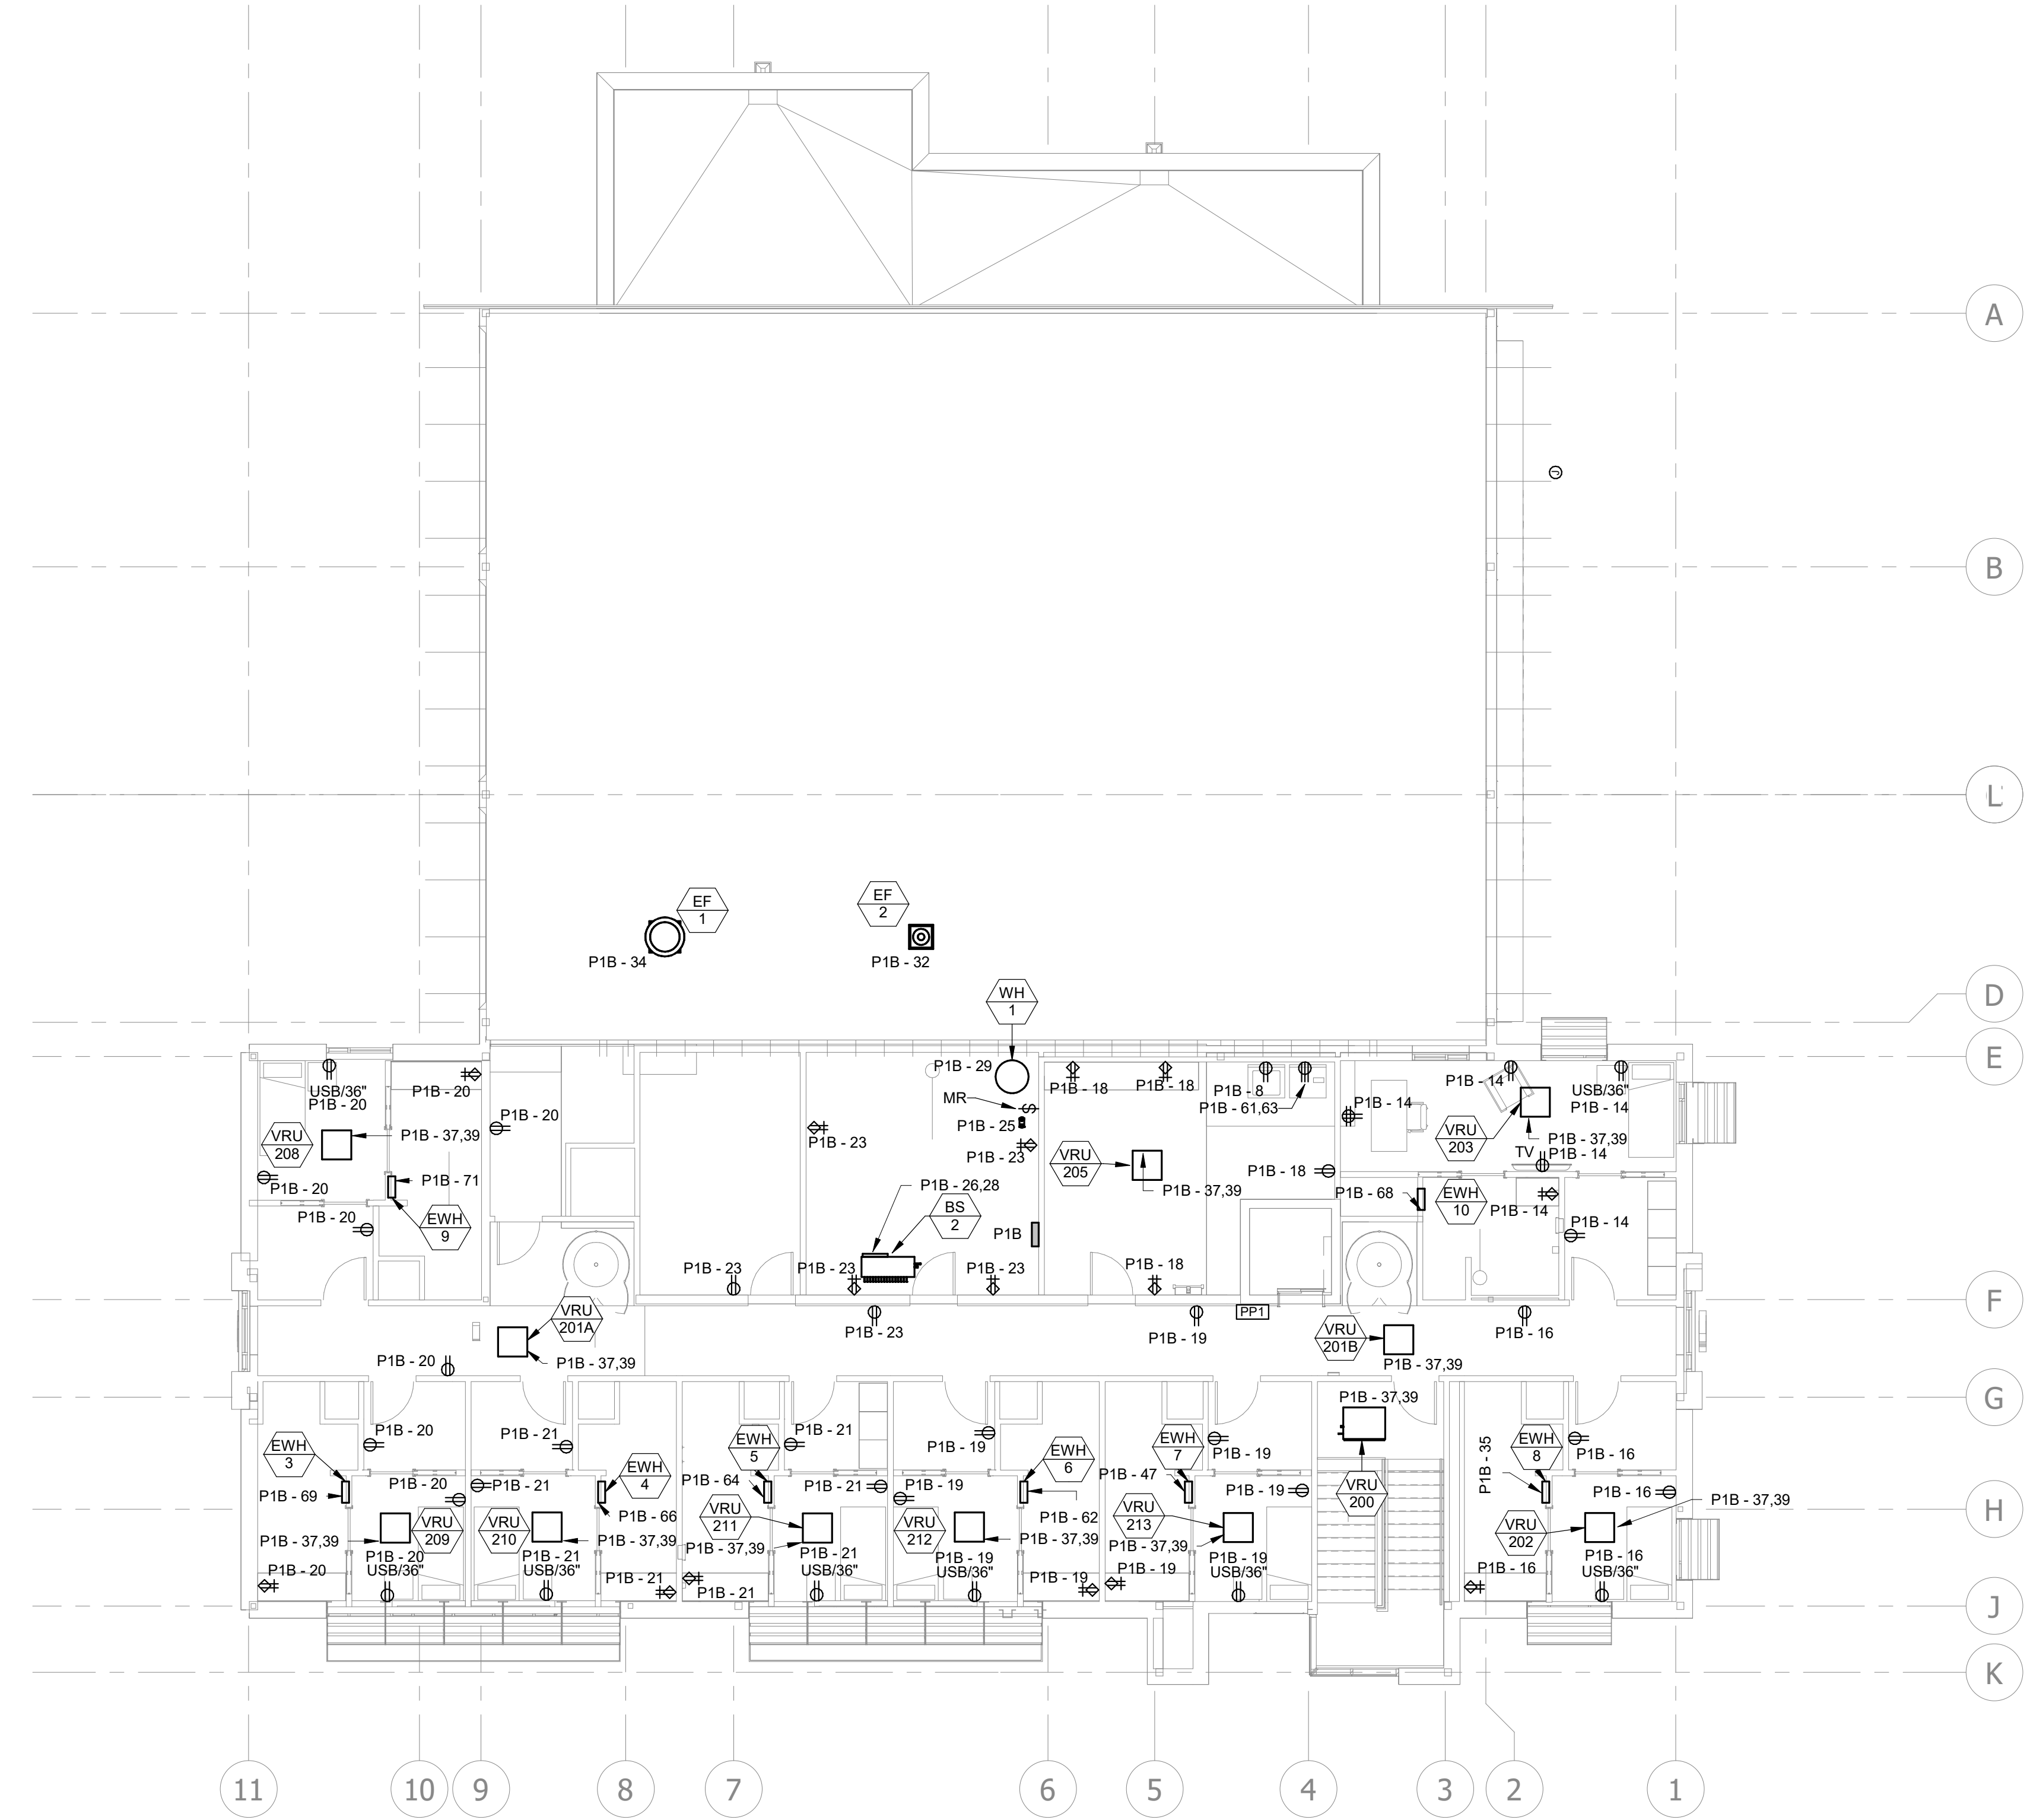 A
J
B
L
EF
1
EF
2
P1B - 34
P1B - 32
WH
1
D
E
P1B - 29
MR
S
P1B - 25
P1B - 23
P1B - 23
P1B - 18
P1B - 18
P1B - 8
P1B - 61,63
P1B - 14
P1B - 14
USB/36"
P1B - 14
USB/36"
P1B - 20
P1B - 20
P1B - 20
VRU
208
P1B - 37,39
P1B - 71
P1B - 20
P1B - 20
EWH
9
VRU
205
P1B - 37,39
P1B - 18
VRU
203
P1B - 37,39
TV
P1B - 14
P1B - 68
EWH
10
P1B - 14
P1B - 14
P1B - 26,28
BS
2
P1B
P1B - 23
P1B - 23
P1B - 23
P1B - 18
F
VRU
201A
P1B - 37,39
P1B - 20
P1B - 23
P1B - 19
PP1
VRU
201B
P1B - 37,39
P1B - 16
G
P1B - 37,39
VRU
200
EWH
3
P1B - 69
P1B - 20
P1B - 20
P1B - 37,39
VRU
209
P1B - 20
USB/36"
P1B - 20
P1B - 21
P1B - 21
EWH
4
P1B - 66
VRU
210
P1B - 37,39
P1B - 21
USB/36"
P1B - 21
EWH
5
P1B - 64
P1B - 21
P1B - 21
VRU
211
P1B - 37,39
P1B - 21
USB/36"
P1B - 21
P1B - 19
P1B - 19
EWH
6
P1B - 62
VRU
212
P1B - 37,39
P1B - 19
USB/36"
P1B - 19
EWH
7
P1B - 47
P1B - 19
P1B - 19
VRU
213
P1B - 37,39
P1B - 19
USB/36"
P1B - 19
P1B - 35
EWH
8
P1B - 16
P1B - 16
P1B - 37,39
VRU
202
P1B - 16
USB/36"
P1B - 16
H
J
K
11
10
9
8
7
6
5
4
3
2
1